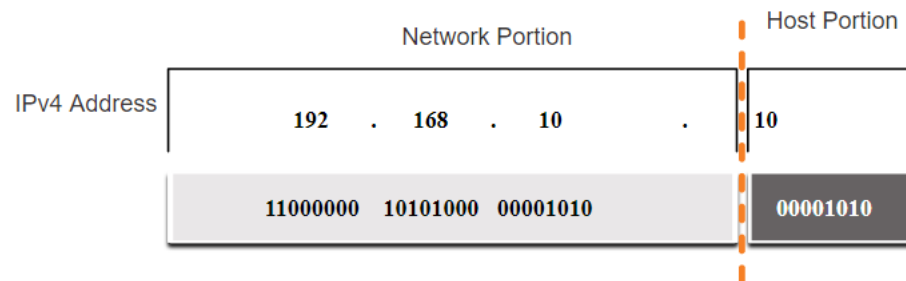 Host Portion
Network Portion
IPv4 Address
192 . 168 . 10 . 10
11000000 10101000 00001010 00001010